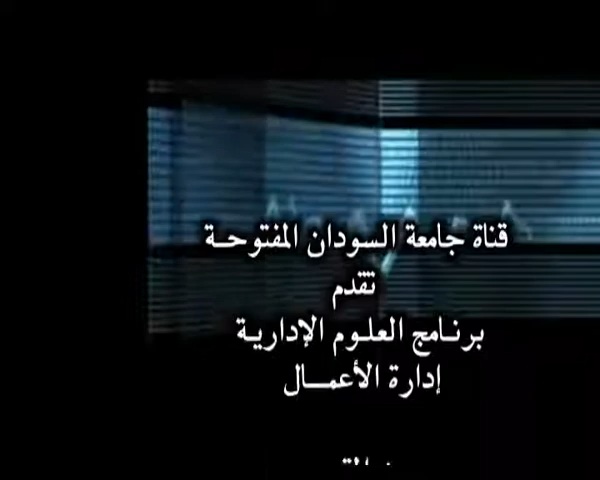 قناة جامعة السودان المفتوحة
تقدم
برنامج العلوم الإدارية
إدارة الأعمال